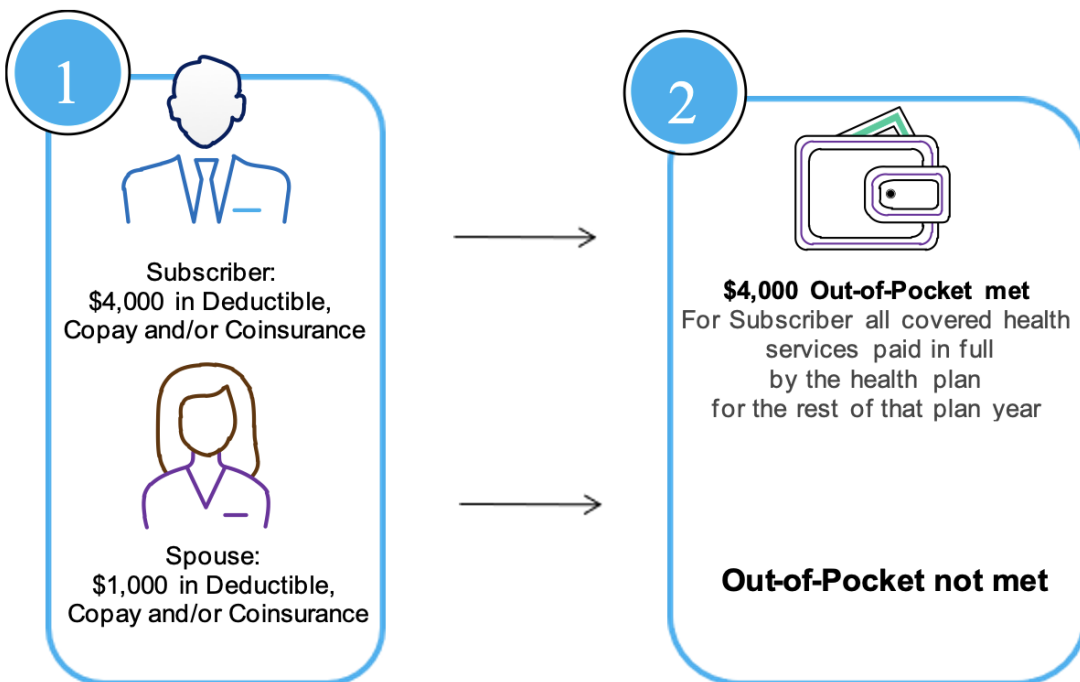 1
Subscriber:
$4,000 in Deductible,
Copay and/or Coinsurance
Spouse:
$1,000 in Deductible,
Copay and/or Coinsurance
2
$4,000 Out-of-Pocket met
For Subscriber all covered health
services paid in full
by the health plan
for the rest of that plan year
Out-of-Pocket not met